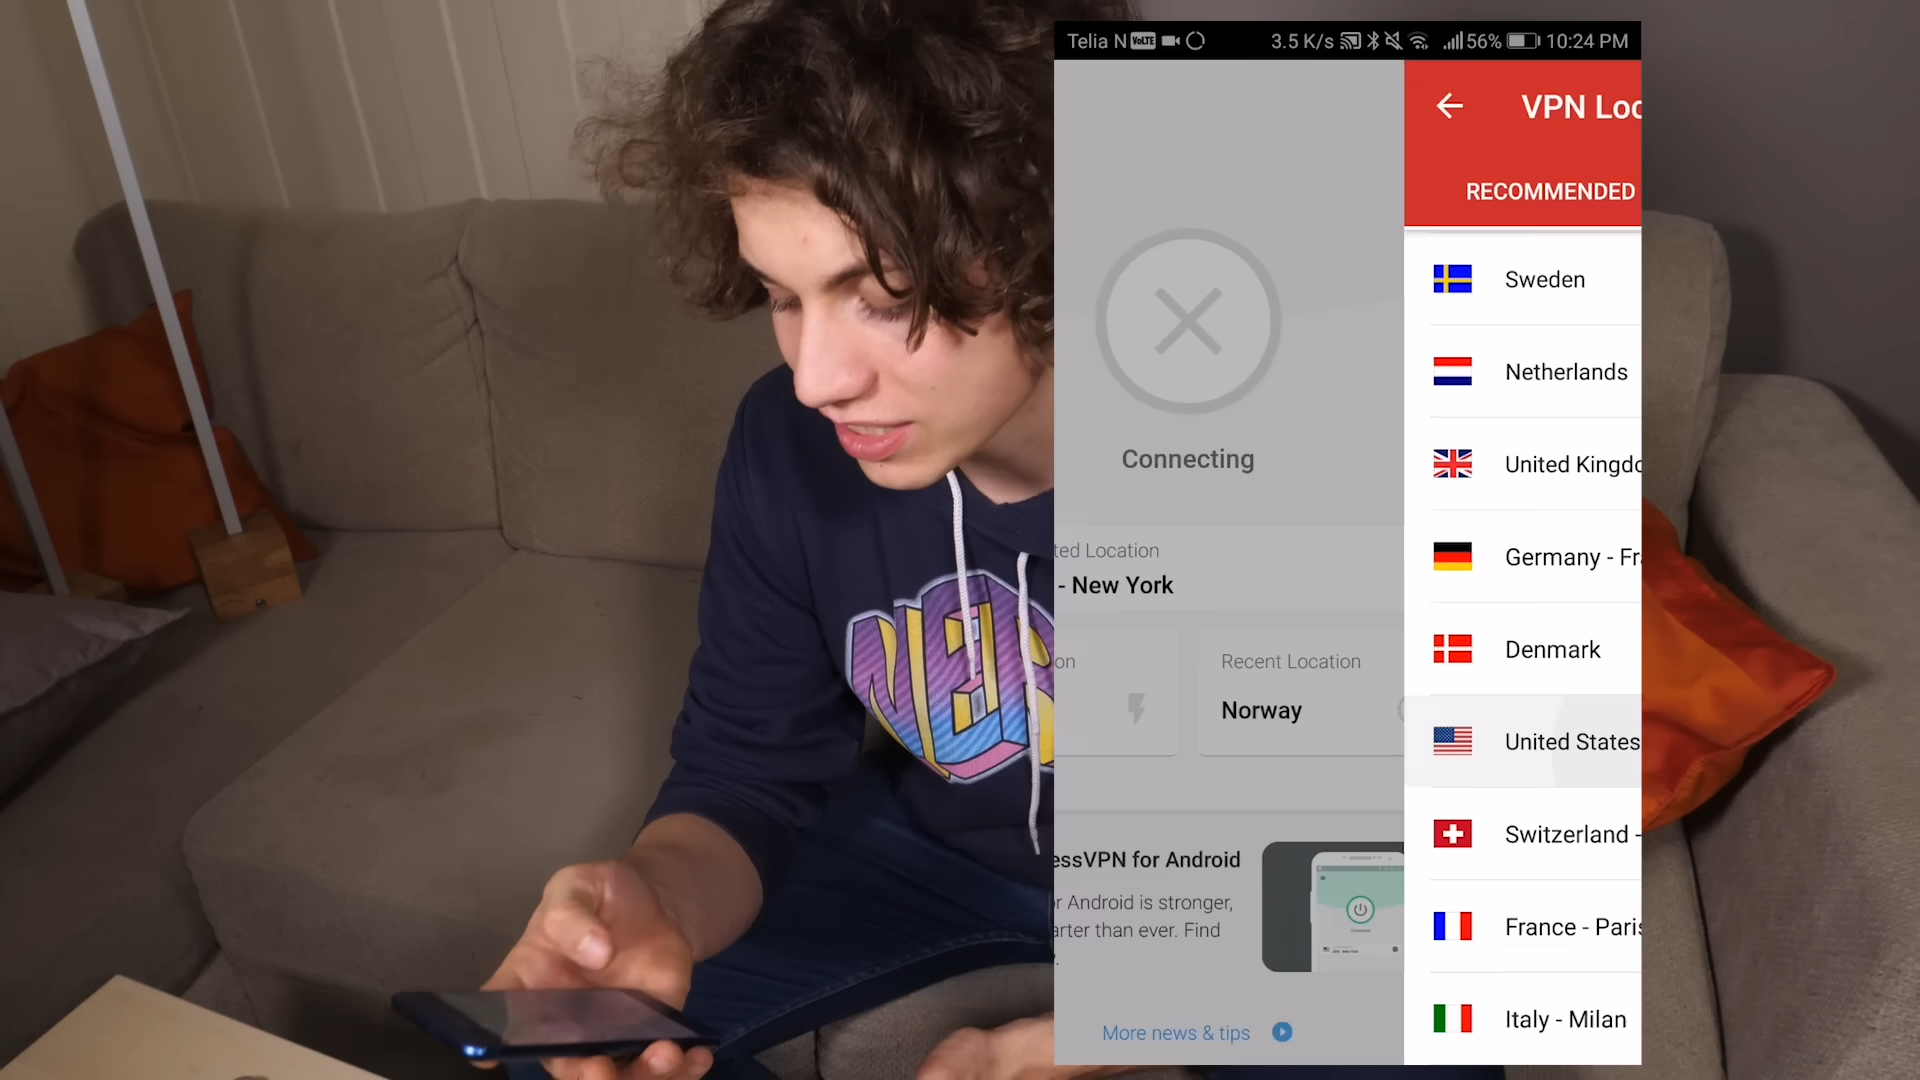 Telia N VoLTE 3.5 K/s 56% 10:24 PM
VPN Loc
RECOMMENDED
Sweden
Netherlands
United Kingdo
Germany - Fr
Denmark
United States
Switzerland -
France - Paris
Italy - Milan
Connecting
ted Location
- New York
on
Recent Location
Norway
essVPN for Android
or Android is stronger,
arter than ever. Find
More news & tips